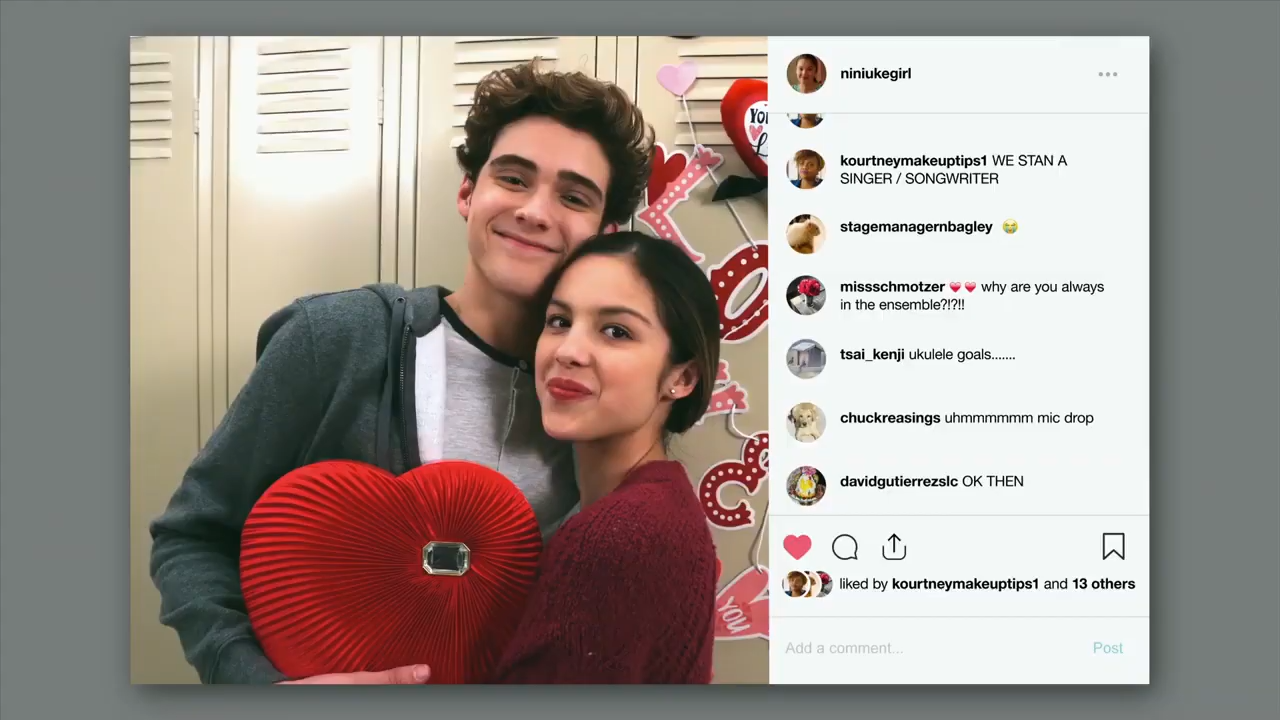 niniukegirl
kourtneymakeuptips1 WE STAN A
SINGER / SONGWRITER
stagemanagernbagley 😭
missschmotzer 💗💗 why are you always
in the ensemble?!?!!
tsai_kenji ukulele goals.......
chuckreasings uhmmmmmm mic drop
davidgutierrezslc OK THEN
liked by kourtneymakeuptips1 and 13 others
Add a comment...
Post
YOU